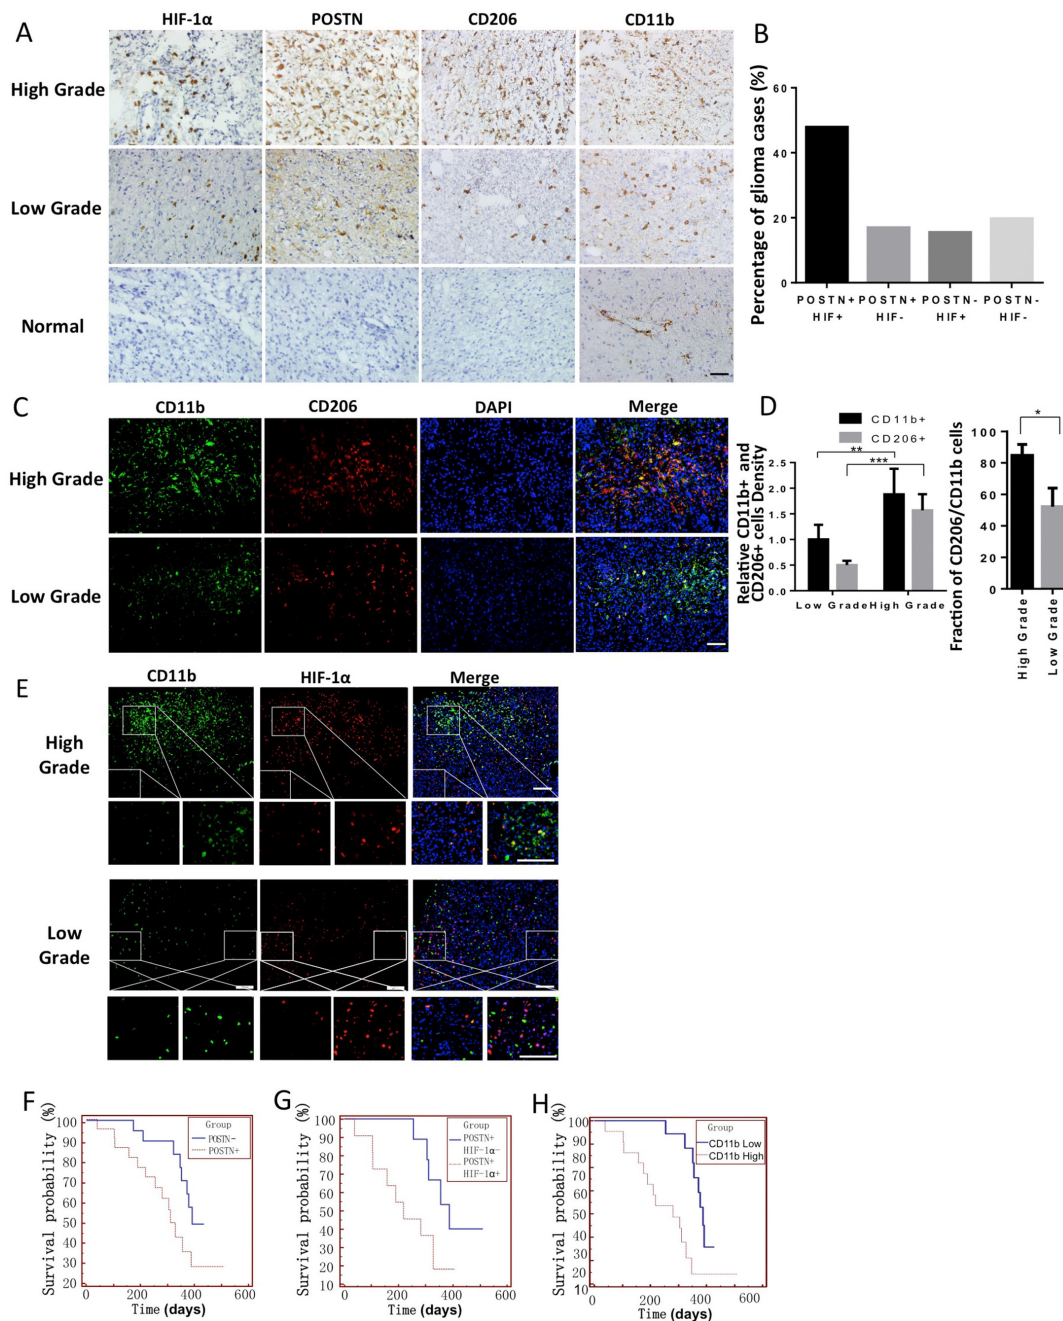 A
HIF-1α POSTN CD206 CD11b
High Grade
Low Grade
Normal
B
Percentage of glioma cases (%)
60
40
20
0
POSTN+ POSTN+ POSTN- POSTN-
HIF+ HIF- HIF+ HIF-
C
CD11b CD206 DAPI Merge
High Grade
Low Grade
D
CD11b+
CD206+
Relative CD11b+ and
CD206+ cells Density
2.5
2.0
1.5
1.0
0.5
0.0
**
***
Low Grade High Grade
Fraction of CD206/CD11b cells
100
80
60
40
20
0
*
High Grade
Low Grade
E
CD11b HIF-1α Merge
High
Grade
Low
Grade
F
Survival probability (%)
100
90
80
70
60
50
40
30
20
Group
POSTN-
POSTN+
0 200 400 600
Time (days)
G
Survival probability (%)
100
90
80
70
60
50
40
30
20
10
Group
POSTN+
HIF-1α-
POSTN+
HIF-1α+
0 200 400 600
Time (days)
H
Survival probability (%)
100
90
80
70
60
50
40
30
20
10
Group
CD11b Low
CD11b High
0 200 400 600
Time (days)